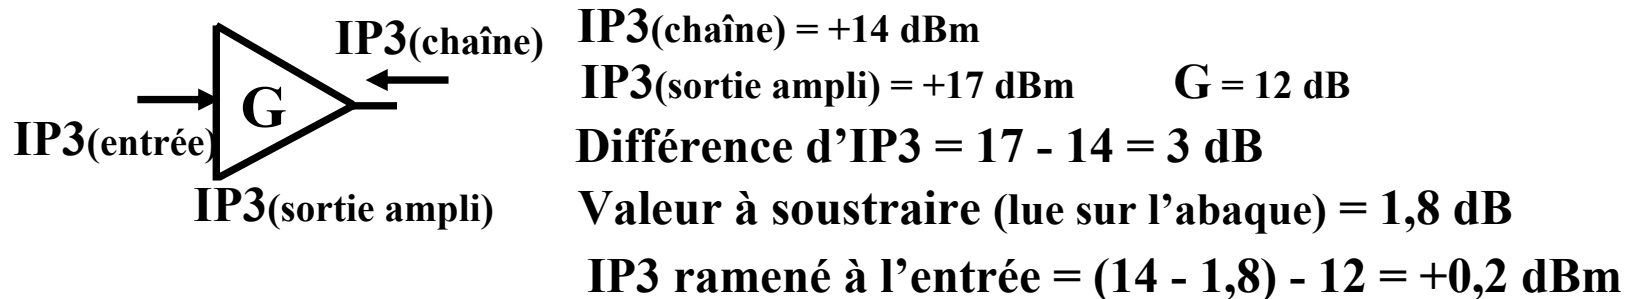 IP3(chaîne)
G
IP3(entrée)
IP3(sortie ampli)
IP3(chaîne) = +14 dBm
IP3(sortie ampli) = +17 dBm G = 12 dB
Différence d’IP3 = 17 - 14 = 3 dB
Valeur à soustraire (lue sur l’abaque) = 1,8 dB
IP3 ramené à l’entrée = (14 - 1,8) - 12 = +0,2 dBm